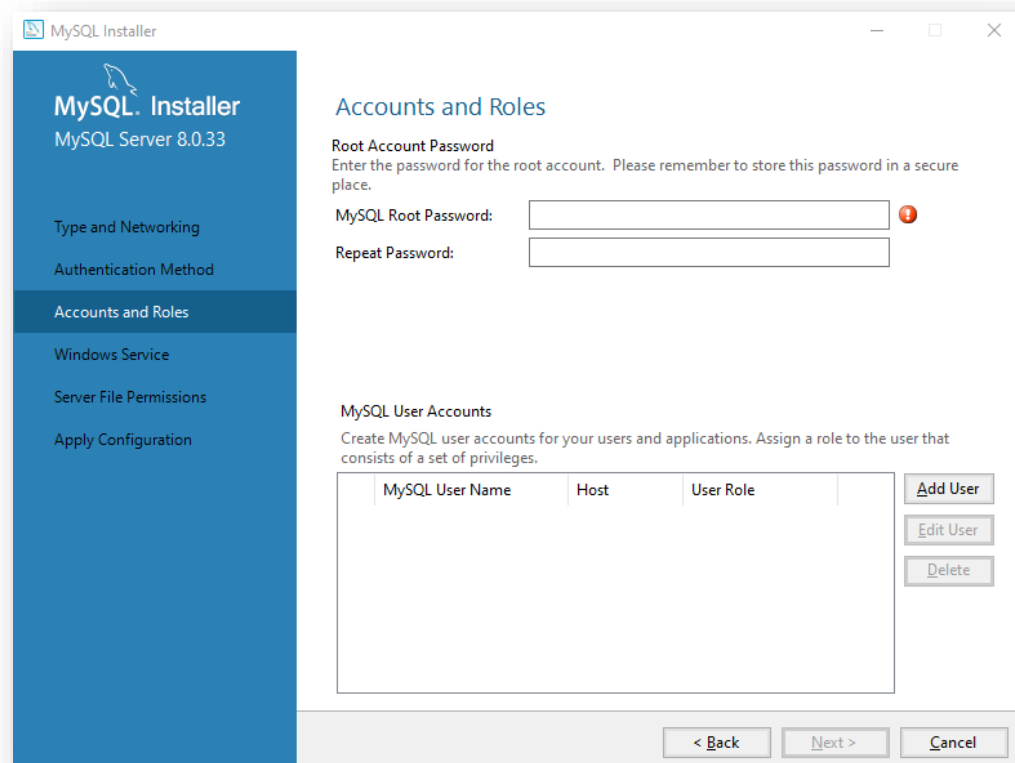 MySQL Installer
MySQL. Installer
MySQL Server 8.0.33
Type and Networking
Authentication Method
Accounts and Roles
Windows Service
Server File Permissions
Apply Configuration
Accounts and Roles
Root Account Password
Enter the password for the root account.  Please remember to store this password in a secure
place.
MySQL Root Password:
Repeat Password:
MySQL User Accounts
Create MySQL user accounts for your users and applications. Assign a role to the user that
consists of a set of privileges.
MySQL User Name Host User Role
Add User
Edit User
Delete
< Back Next > Cancel